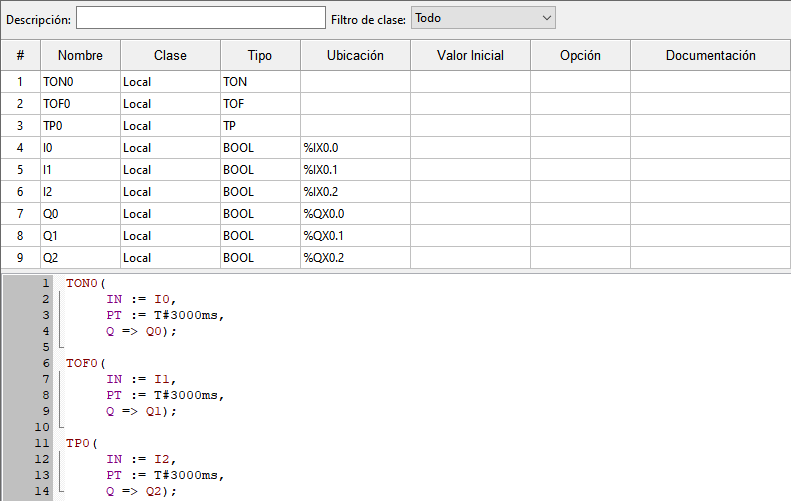 Descripción: Filtro de clase: Todo
# Nombre Clase Tipo Ubicación Valor Inicial Opción Documentación
1 TON0 Local TON
2 TOF0 Local TOF
3 TP0 Local TP
4 I0 Local BOOL %IX0.0
5 I1 Local BOOL %IX0.1
6 I2 Local BOOL %IX0.2
7 Q0 Local BOOL %QX0.0
8 Q1 Local BOOL %QX0.1
9 Q2 Local BOOL %QX0.2
1 TON0(
2 IN := I0,
3 PT := T#3000ms,
4 Q => Q0);
5
6 TOF0(
7 IN := I1,
8 PT := T#3000ms,
9 Q => Q1);
10
11 TP0(
12 IN := I2,
13 PT := T#3000ms,
14 Q => Q2);